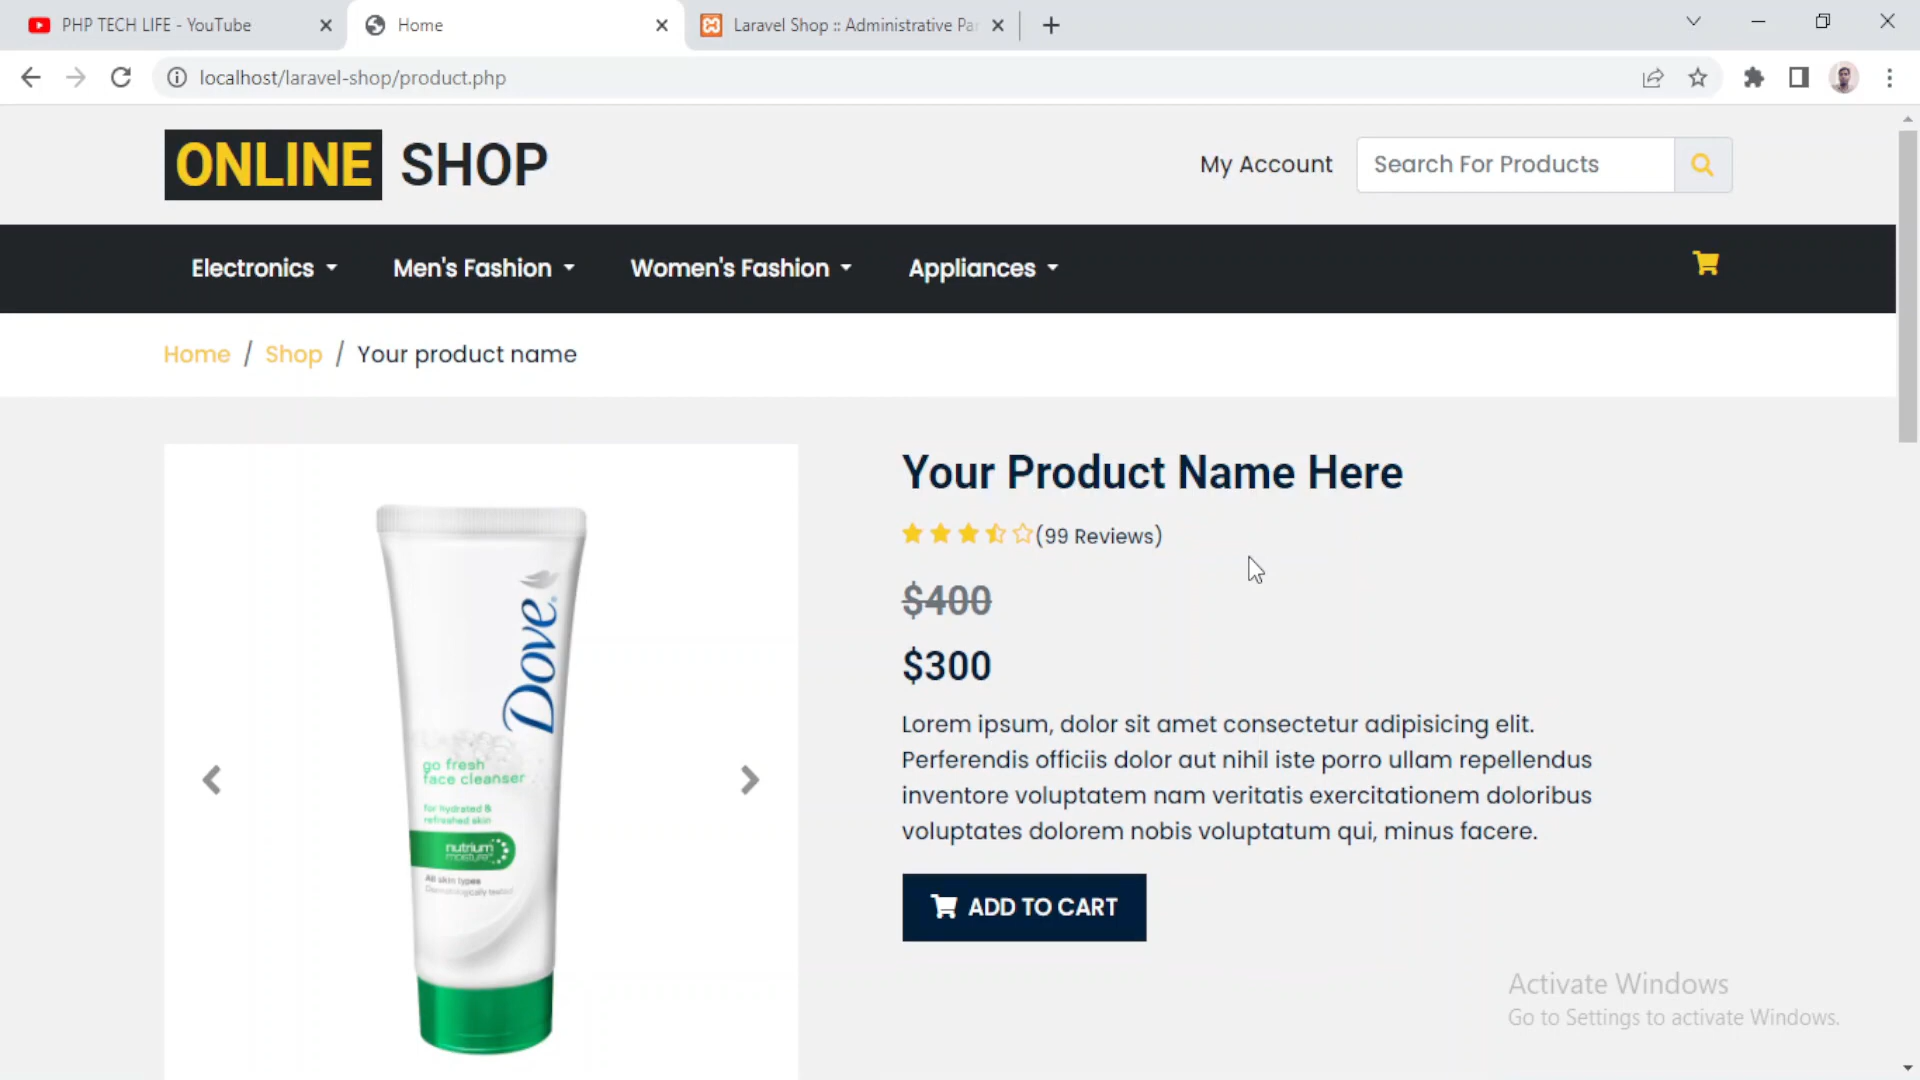 PHP TECH LIFE - YouTube
Home
Laravel Shop :: Administrative Pan
localhost/laravel-shop/product.php
ONLINE SHOP
My Account
Search For Products
Electronics
Men's Fashion
Women's Fashion
Appliances
Home / Shop / Your product name
Your Product Name Here
(99 Reviews)
$400
$300
Lorem ipsum, dolor sit amet consectetur adipisicing elit.
Perferendis officiis dolor aut nihil iste porro ullam repellendus
inventore voluptatem nam veritatis exercitationem doloribus
voluptates dolorem nobis voluptatum qui, minus facere.
ADD TO CART
Dove
go fresh
face cleanser
for hydrated &
refreshed skin
nutrium
moisture
All skin types
Dermatologically tested
Activate Windows
Go to Settings to activate Windows.